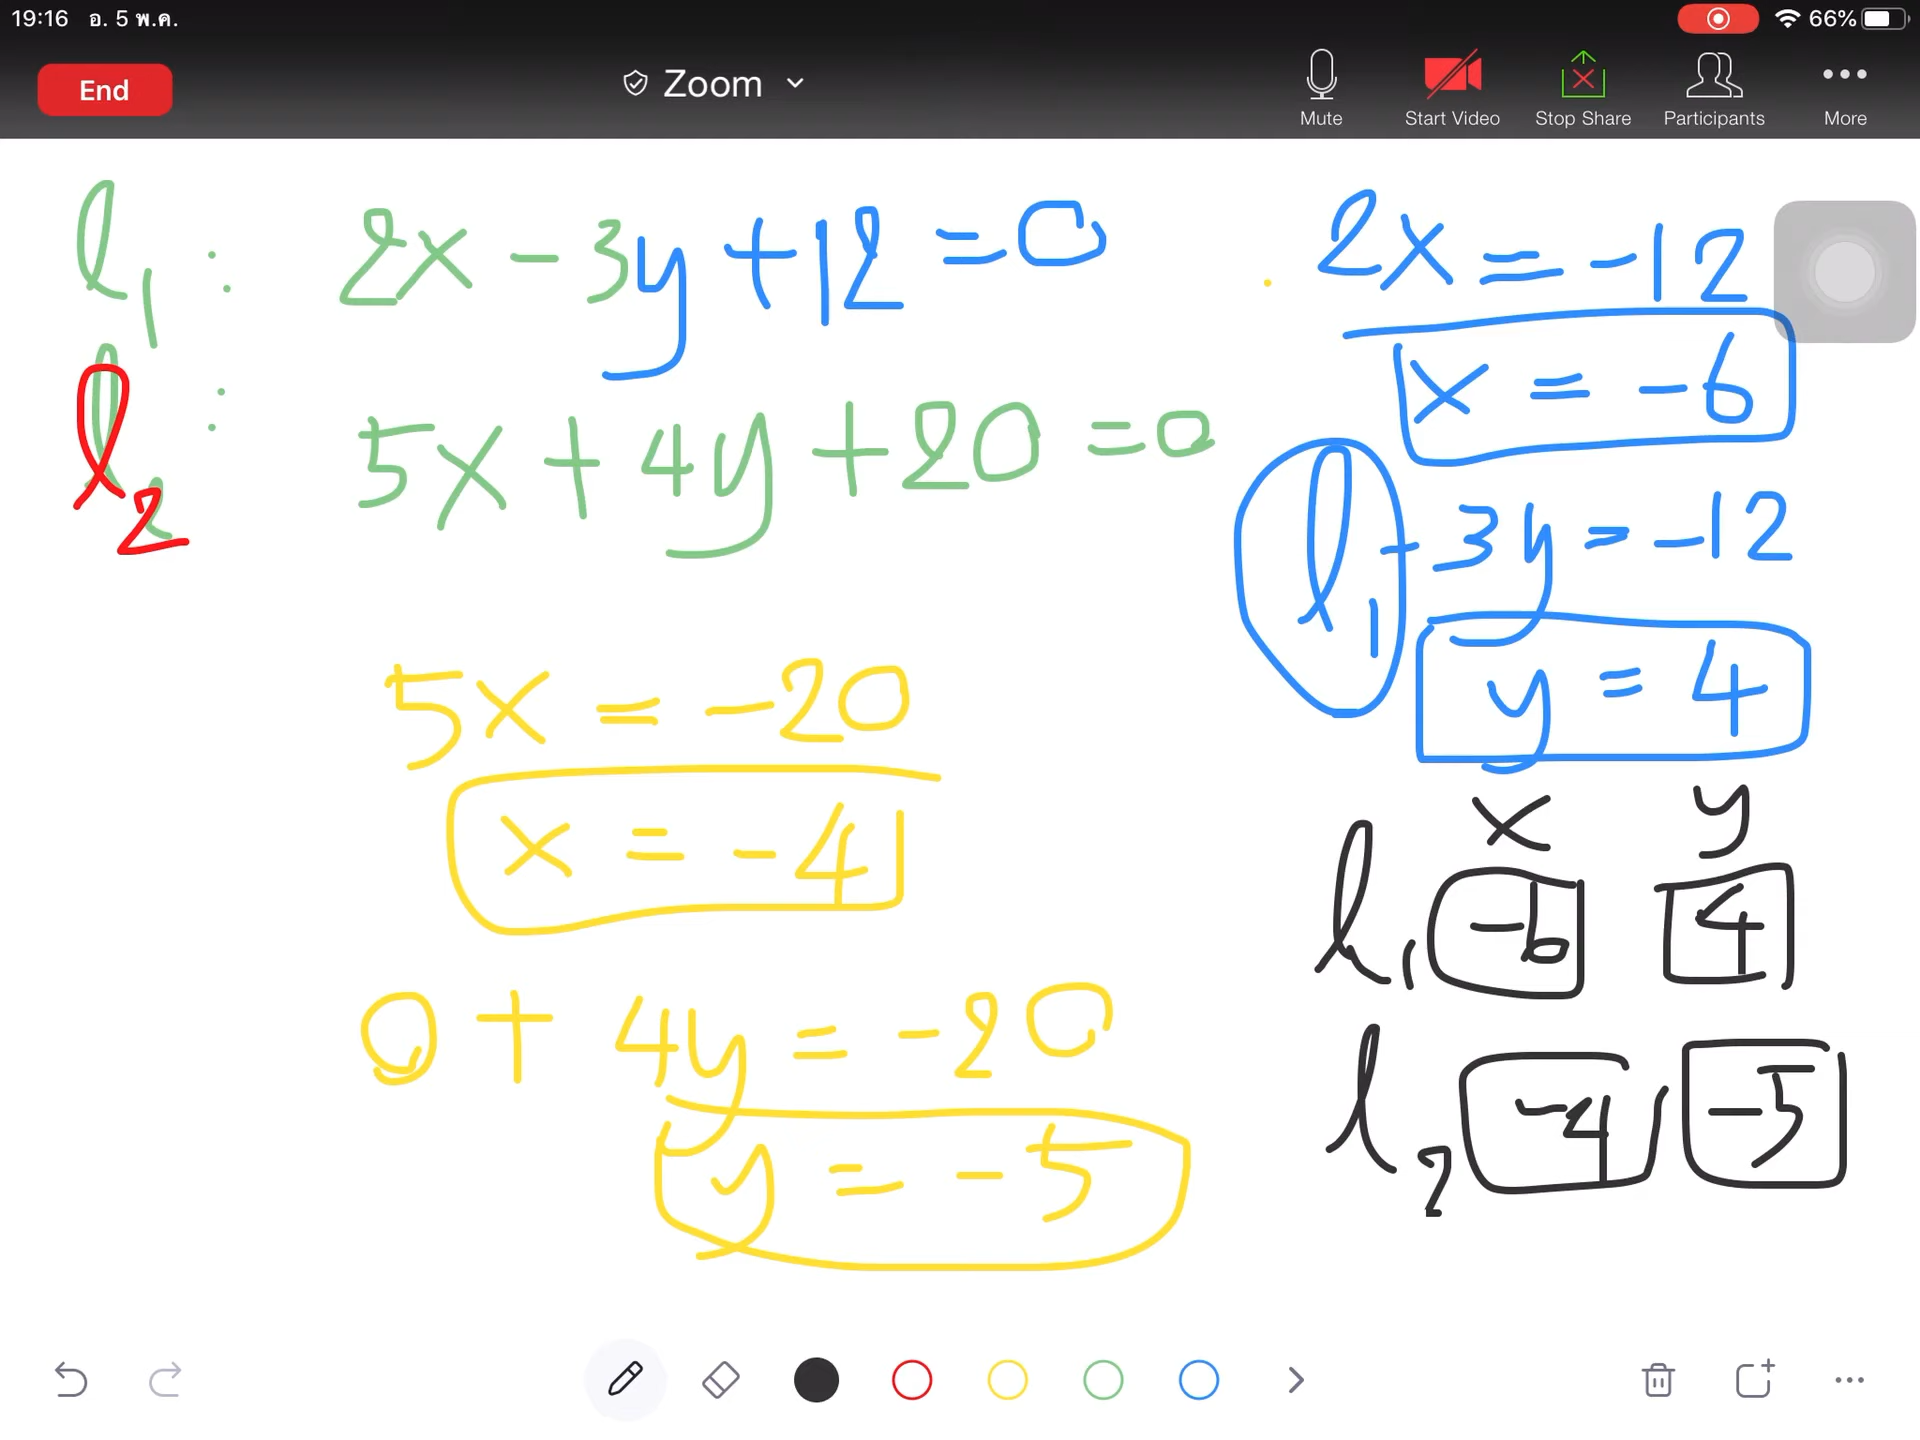 19:16 อ. 5 พ.ค.
66%
End
Zoom
Mute
Start Video
Stop Share
Participants
More
l₁ : 2x - 3y + 12 = 0
l₂ : 5x + 4y + 20 = 0
2x = -12
x = -6
l₁ - 3y = -12
y = 4
5x = -20
x = -4
0 + 4y = -20
y = -5
x y
l₁ -6 4
l₂ -4, -5